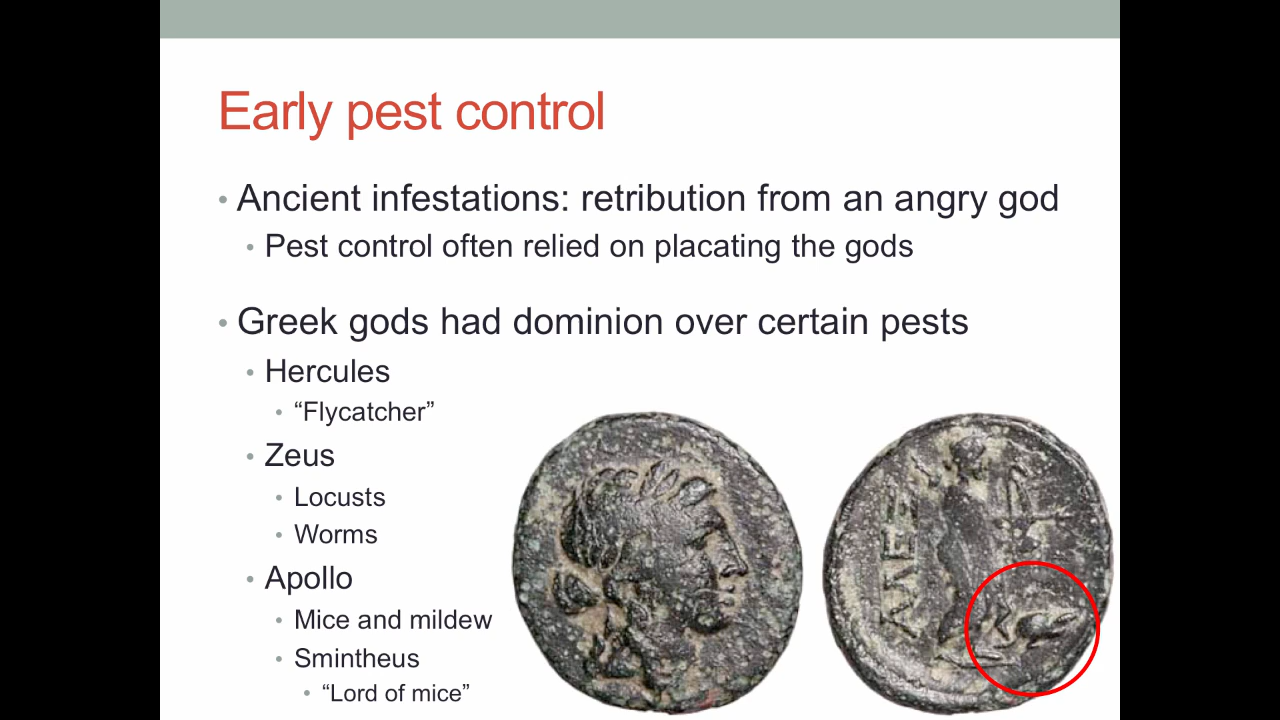 Early pest control
• Ancient infestations: retribution from an angry god
• Pest control often relied on placating the gods
• Greek gods had dominion over certain pests
• Hercules
• “Flycatcher”
• Zeus
• Locusts
• Worms
• Apollo
• Mice and mildew
• Smintheus
• “Lord of mice”